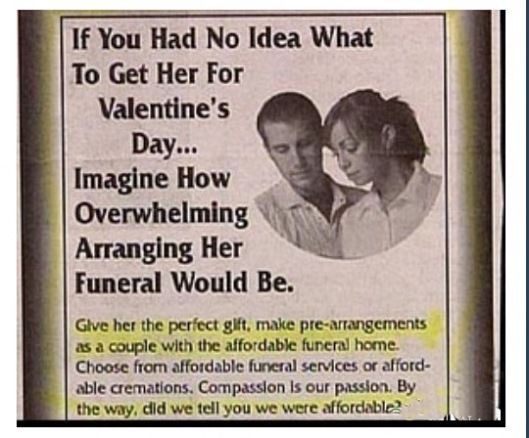 If You Had No Idea What
To Get Her For
Valentine's
Day...
Imagine How
Overwhelming
Arranging Her
Funeral Would Be.
Give her the perfect gift, make pre-arrangements
as a couple with the affordable funeral home.
Choose from affordable funeral services or afford-
able cremations. Compassion is our passion. By
the way, did we tell you we were affordable?